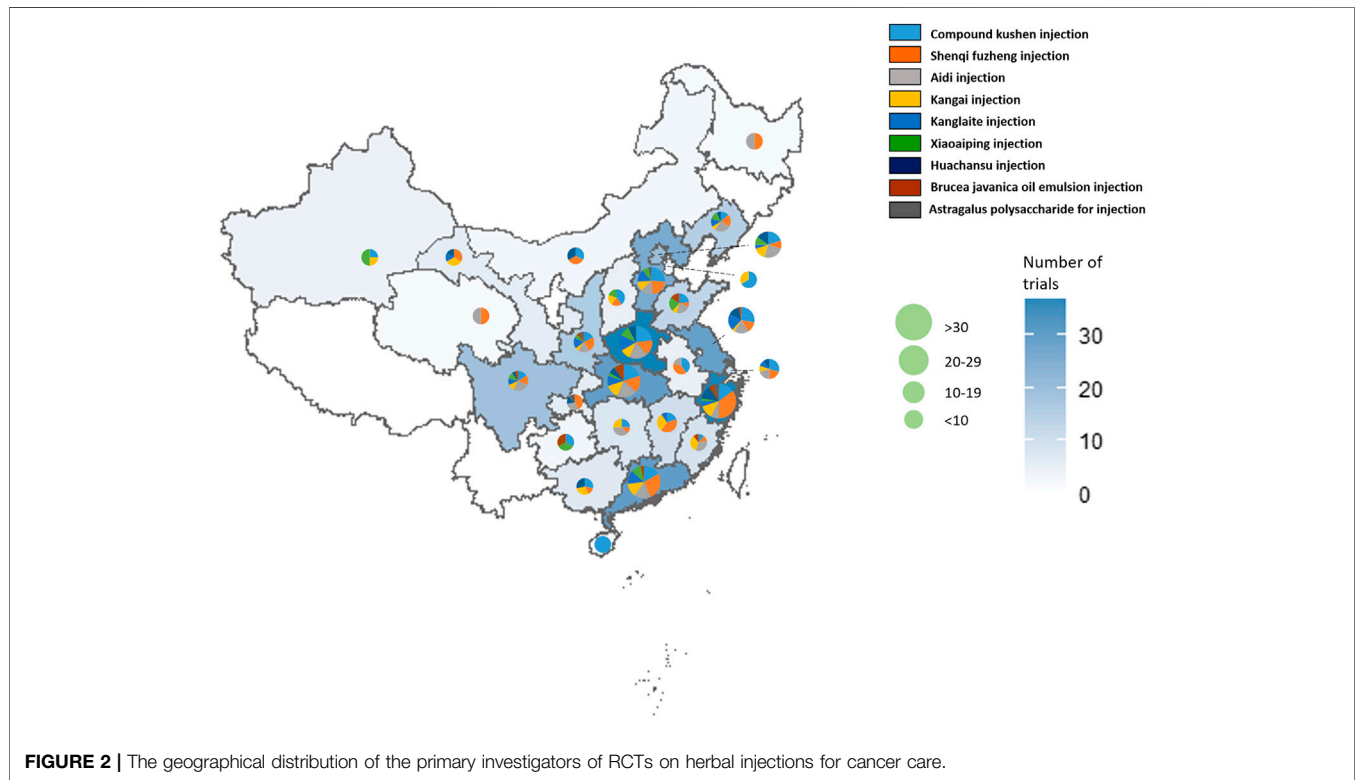 Compound kushen injection
Shenqi fuzheng injection
Aidi injection
Kangai injection
Kanglaite injection
Xiaoaiping injection
Huachansu injection
Brucea javanica oil emulsion injection
Astragalus polysaccharide for injection
>30
20-29
10-19
<10
Number of
trials
30
20
10
0
FIGURE 2 | The geographical distribution of the primary investigators of RCTs on herbal injections for cancer care.